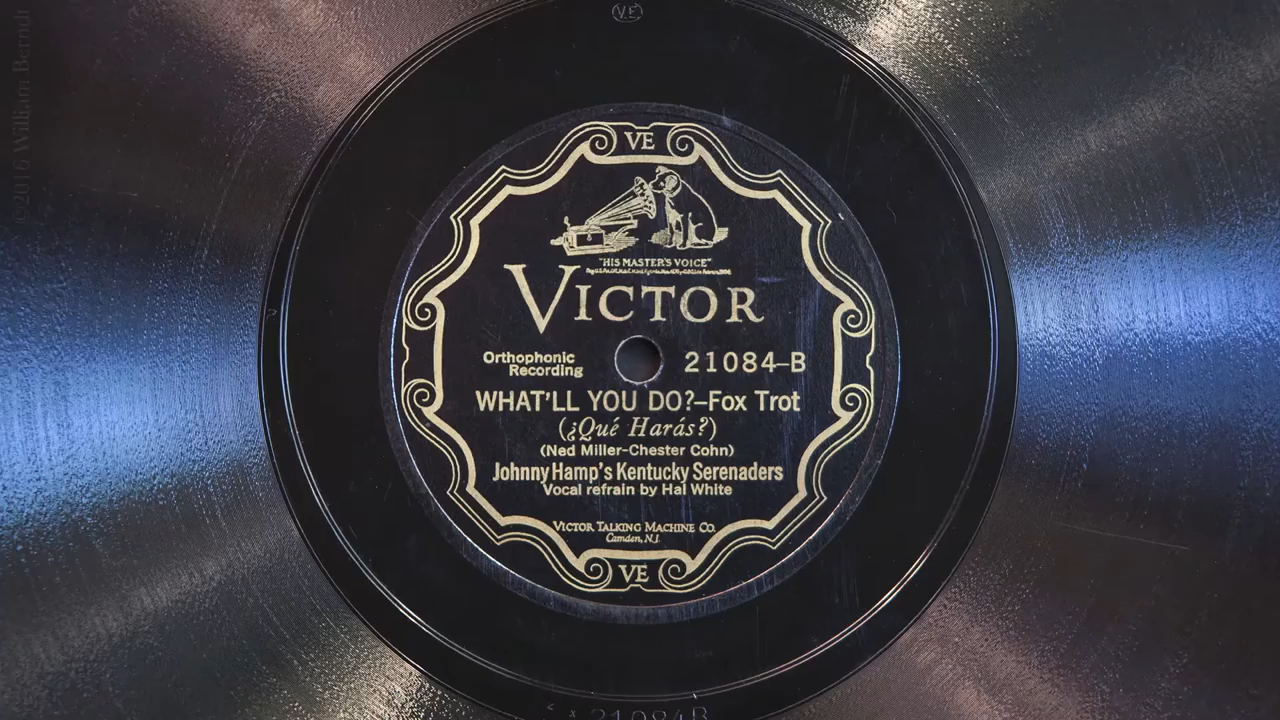 V.E.
VE
"HIS MASTER'S VOICE"
VICTOR
Orthophonic
Recording
21084-B
WHAT'LL YOU DO?-Fox Trot
(¿Qué Harás?)
(Ned Miller-Chester Cohn)
Johnny Hamp's Kentucky Serenaders
Vocal refrain by Hal White
VICTOR TALKING MACHINE CO.
Camden, N.J.
VE
21084B
©2016 William Berndt